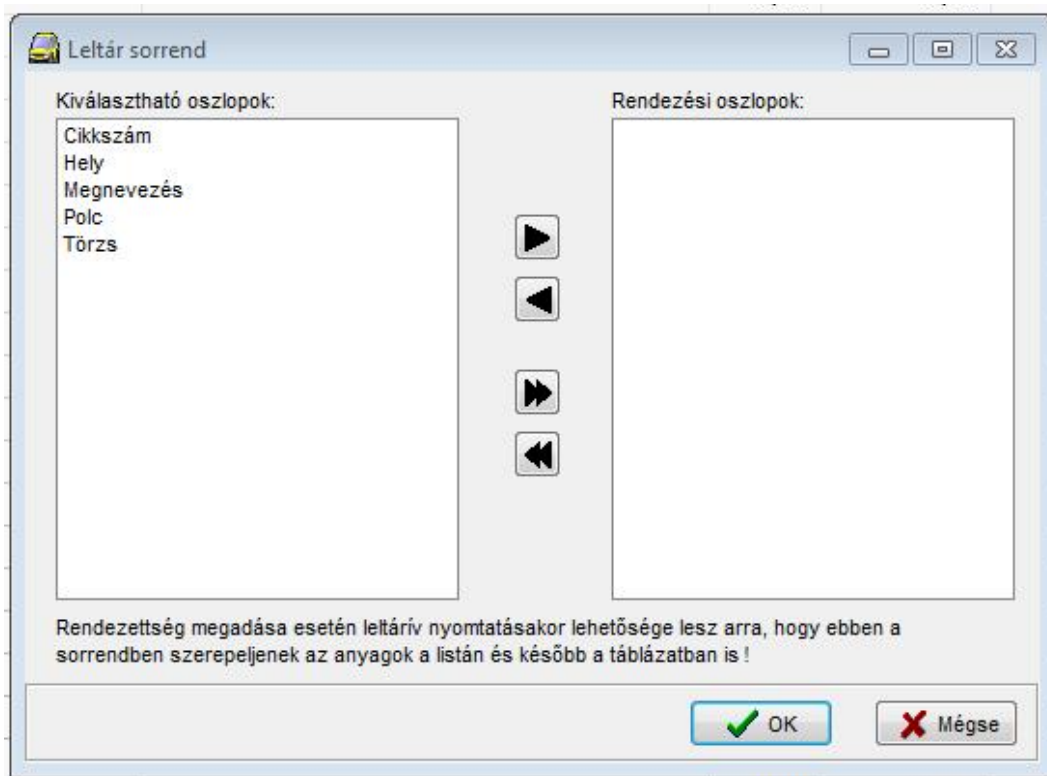 Leltár sorrend
Kiválasztható oszlopok:
Rendezési oszlopok:
Cikkszám
Hely
Megnevezés
Polc
Törzs
Rendezettség megadása esetén leltárív nyomtatásakor lehetősége lesz arra, hogy ebben a
sorrendben szerepeljenek az anyagok a listán és később a táblázatban is !
OK
Mégse